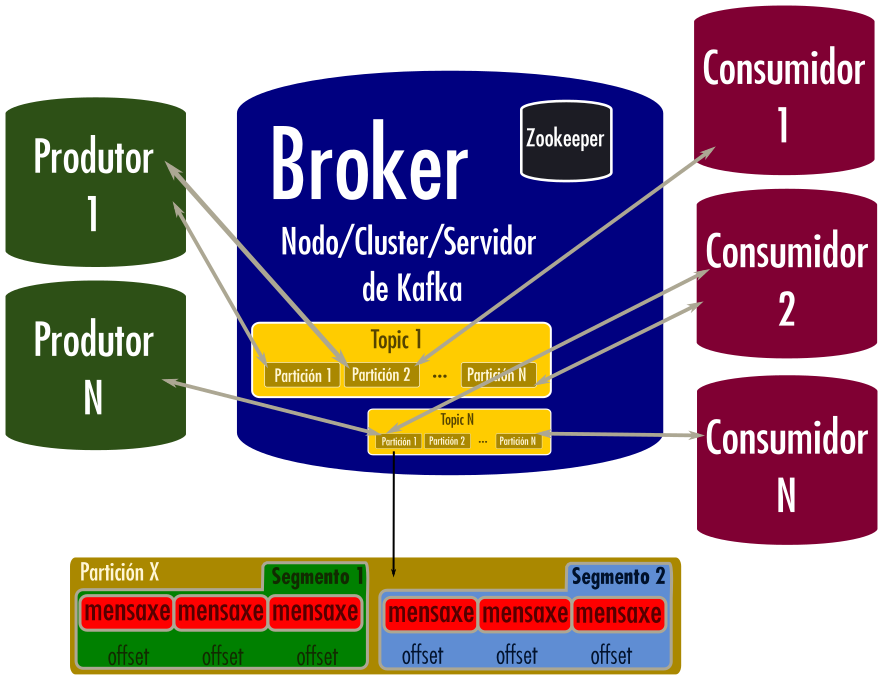 Produtor
1
Produtor
N
Broker
Zookeeper
Nodo/Cluster/Servidor
de Kafka
Topic 1
Partición 1 Partición 2 ... Partición N
Topic N
Partición 1 Partición 2 ... Partición N
Consumidor
1
Consumidor
2
Consumidor
N
Partición X
Segmento 1
mensaxe mensaxe mensaxe
offset offset offset
Segmento 2
mensaxe mensaxe mensaxe
offset offset offset